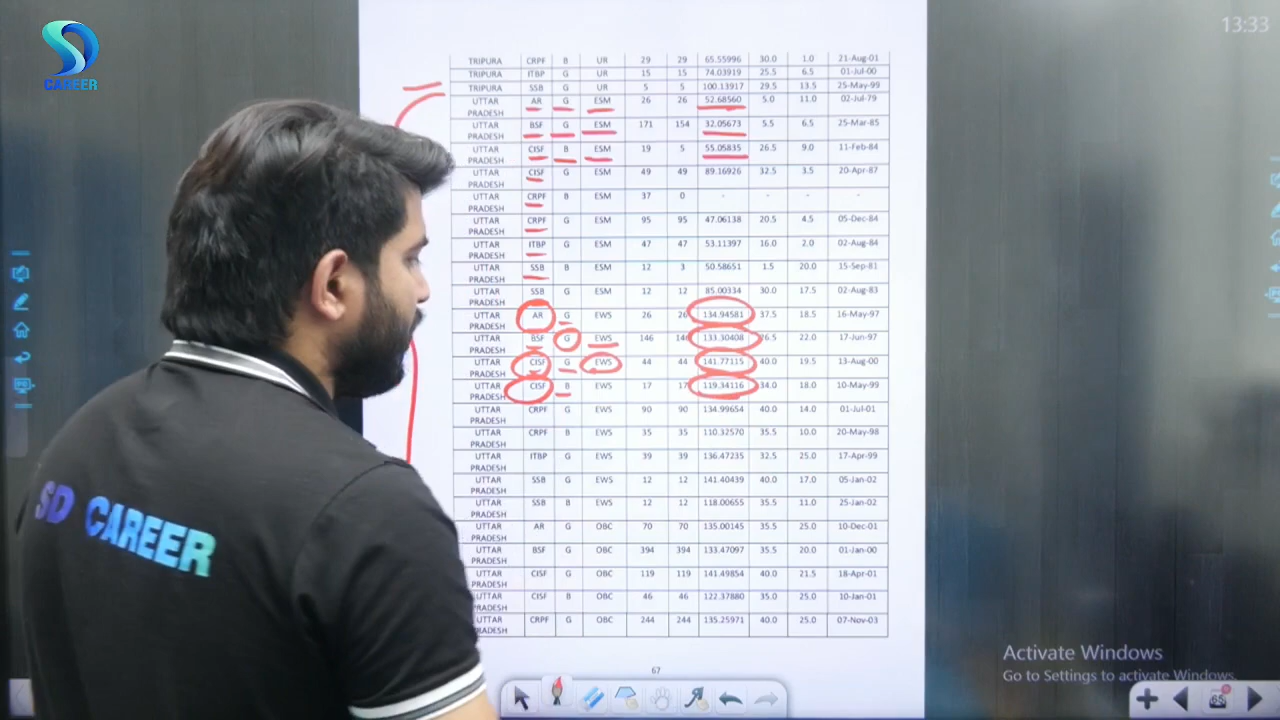 SD
CAREER
13:33
TRIPURA CRPF B UR 29 29 65.55996 30.0 1.0 21-Aug-01
TRIPURA ITBP G UR 15 15 74.03919 25.5 6.5 01-Jul-00
TRIPURA SSB G UR 5 5 100.13917 29.5 13.5 25-May-99
UTTAR PRADESH AR G ESM 26 26 52.68560 5.0 11.0 02-Jul-79
UTTAR PRADESH BSF G ESM 171 154 32.05673 5.5 6.5 25-Mar-85
UTTAR PRADESH CISF B ESM 19 5 55.05835 26.5 9.0 11-Feb-84
UTTAR PRADESH CISF G ESM 49 49 89.16926 32.5 3.5 20-Apr-87
UTTAR PRADESH CRPF B ESM 37 0 - - - -
UTTAR PRADESH CRPF G ESM 95 95 47.06138 20.5 4.5 05-Dec-84
UTTAR PRADESH ITBP G ESM 47 47 53.11397 16.0 2.0 02-Aug-84
UTTAR PRADESH SSB B ESM 12 3 50.58651 1.5 20.0 15-Sep-81
UTTAR PRADESH SSB G ESM 12 12 85.00334 30.0 17.5 02-Aug-83
UTTAR PRADESH AR G EWS 26 26 134.94581 37.5 18.5 16-May-97
UTTAR PRADESH BSF G EWS 146 146 133.30408 22.0 17-Jun-97
UTTAR PRADESH CISF G EWS 44 44 141.77115 40.0 19.5 13-Aug-00
UTTAR PRADESH CISF B EWS 17 17 119.34116 34.0 18.0 10-May-99
UTTAR PRADESH CRPF G EWS 90 90 134.99654 40.0 14.0 01-Jul-01
UTTAR PRADESH CRPF B EWS 35 35 110.32570 35.5 10.0 20-May-98
UTTAR PRADESH ITBP G EWS 39 39 136.47235 32.5 25.0 17-Apr-99
UTTAR PRADESH SSB G EWS 12 12 141.40439 40.0 17.0 05-Jan-02
UTTAR PRADESH SSB B EWS 12 12 118.00655 35.5 11.0 25-Jan-02
UTTAR PRADESH AR G OBC 70 70 135.00145 35.5 25.0 10-Dec-01
UTTAR PRADESH BSF G OBC 394 394 133.47097 35.5 20.0 01-Jan-00
UTTAR PRADESH CISF G OBC 119 119 141.49854 40.0 21.5 18-Apr-01
UTTAR PRADESH CISF B OBC 46 46 122.37880 35.0 25.0 10-Jan-01
UTTAR PRADESH CRPF G OBC 244 244 135.25971 40.0 25.0 07-Nov-03
67
SD CAREER
Activate Windows
Go to Settings to activate Windows.
65